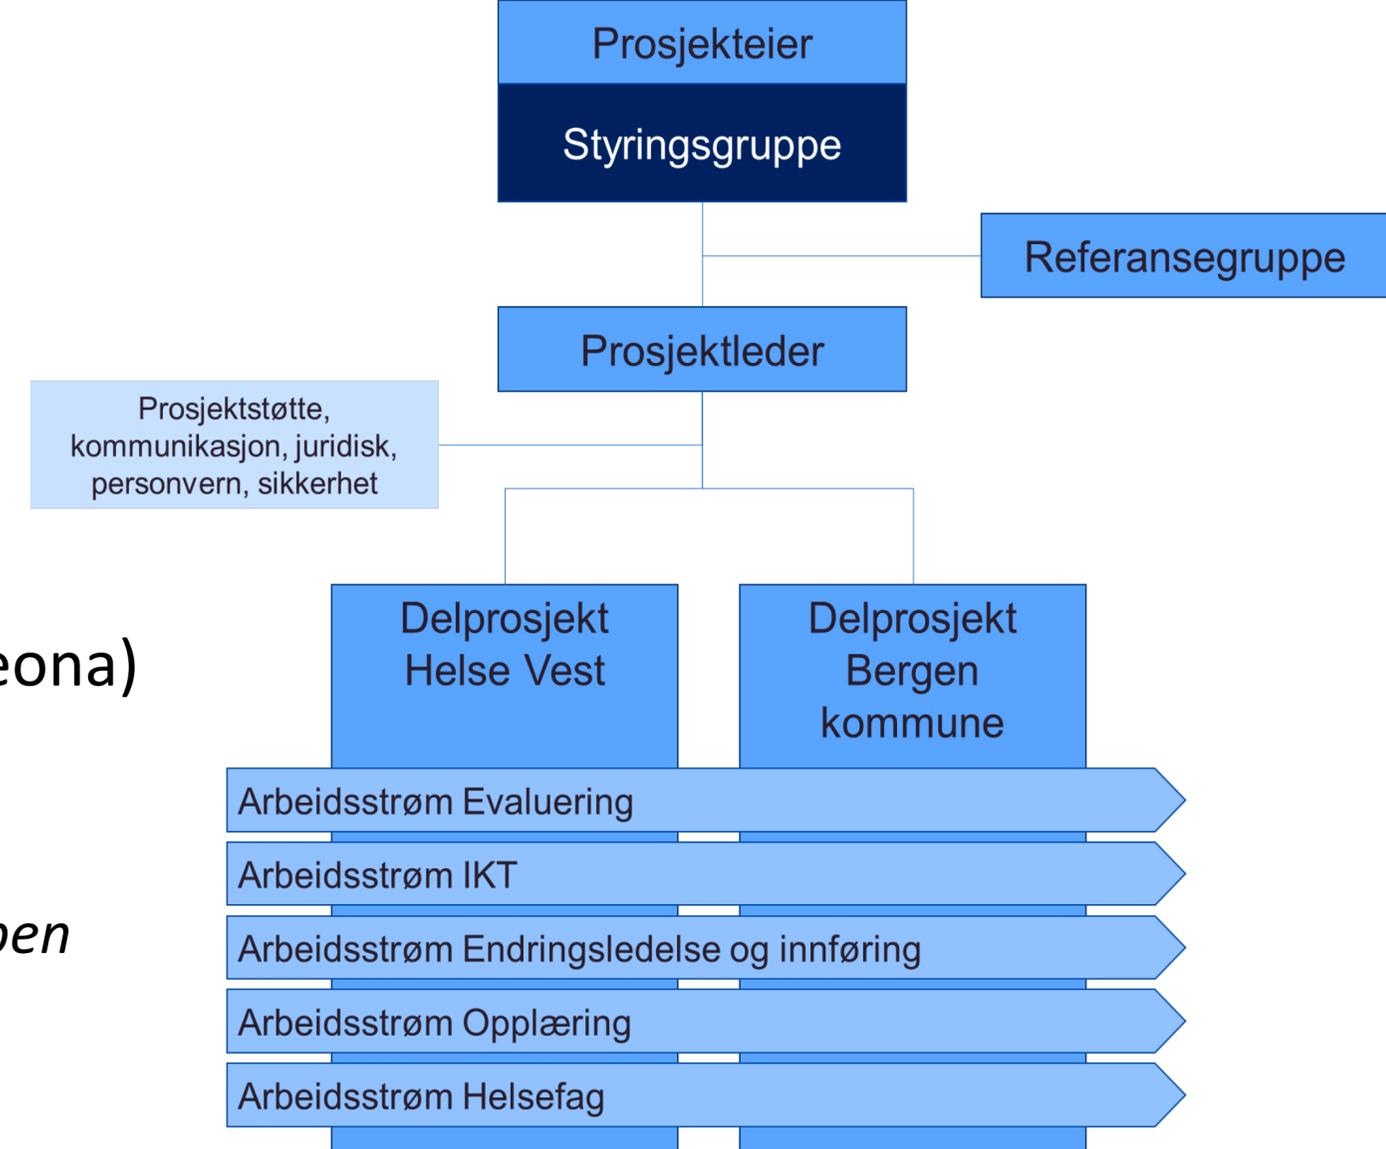 Prosjekteier
Styringsgruppe
Referansegruppe
Prosjektleder
Prosjektstøtte,
kommunikasjon, juridisk,
personvern, sikkerhet
Delprosjekt
Helse Vest
Delprosjekt
Bergen
kommune
eona)
Arbeidsstrøm Evaluering
Arbeidsstrøm IKT
pen
Arbeidsstrøm Endringsledelse og innføring
Arbeidsstrøm Opplæring
Arbeidsstrøm Helsefag